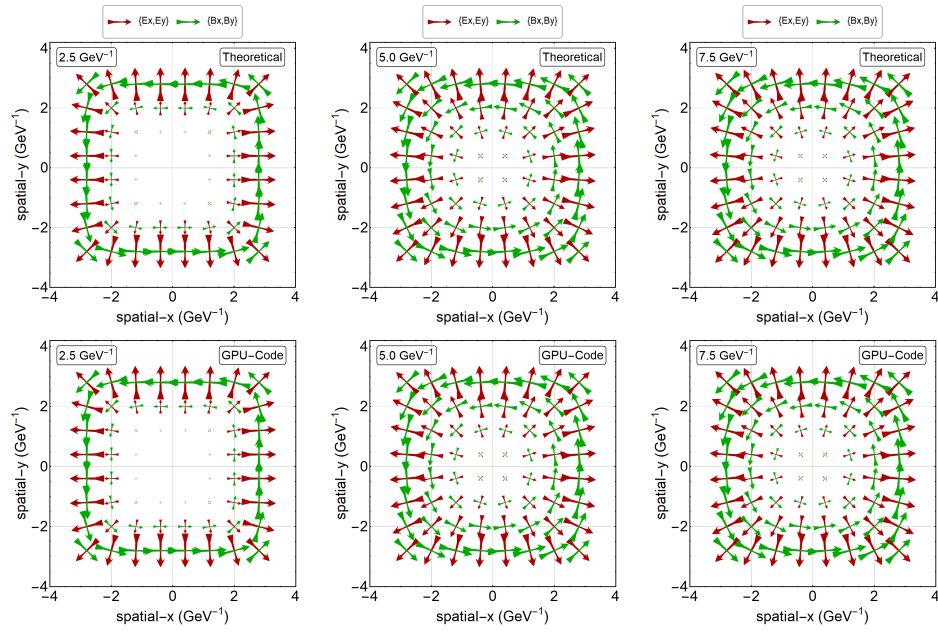 {Ex,Ey} {Bx,By} {Ex,Ey} {Bx,By} {Ex,Ey} {Bx,By}
2.5 GeV⁻¹ Theoretical 5.0 GeV⁻¹ Theoretical 7.5 GeV⁻¹ Theoretical
4 4 4
2 2 2
0 0 0
−2 −2 −2
−4 −4 −4
spatial-y (GeV⁻¹) spatial-y (GeV⁻¹) spatial-y (GeV⁻¹)
−4 −2 0 2 4 −4 −2 0 2 4 −4 −2 0 2 4
spatial-x (GeV⁻¹) spatial-x (GeV⁻¹) spatial-x (GeV⁻¹)
2.5 GeV⁻¹ GPU-Code 5.0 GeV⁻¹ GPU-Code 7.5 GeV⁻¹ GPU-Code
4 4 4
2 2 2
0 0 0
−2 −2 −2
−4 −4 −4
spatial-y (GeV⁻¹) spatial-y (GeV⁻¹) spatial-y (GeV⁻¹)
−4 −2 0 2 4 −4 −2 0 2 4 −4 −2 0 2 4
spatial-x (GeV⁻¹) spatial-x (GeV⁻¹) spatial-x (GeV⁻¹)